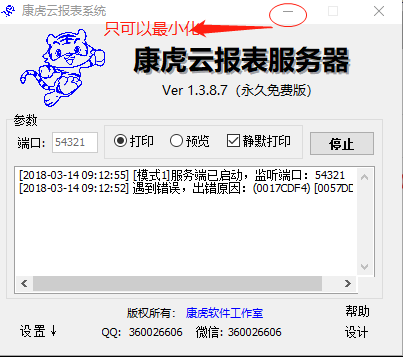 康虎云报表系统
只可以最小化
康虎云报表服务器
Ver 1.3.8.7（永久免费版）
参数
端口： 54321 打印 预览 静默打印 停止
[2018-03-14 09:12:55] [模式1]服务端已启动，监听端口：54321
[2018-03-14 09:12:52] 遇到错误，出错原因：(0017CDF4) [0057DD
版权所有： 康虎软件工作室 帮助
设置↓ QQ: 360026606 微信: 360026606 设计